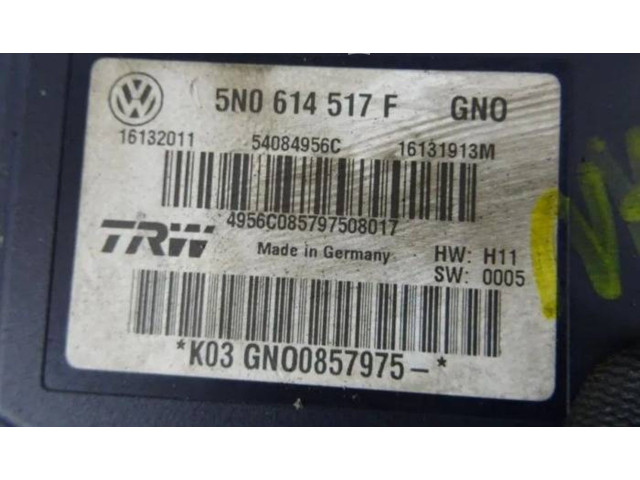 5N0 614 517 F GNO
16132011 54084956C 16131913M
4956C085797508017
TRW Made in Germany HW: H11
SW: 0005
*K03 GNO0857975-*